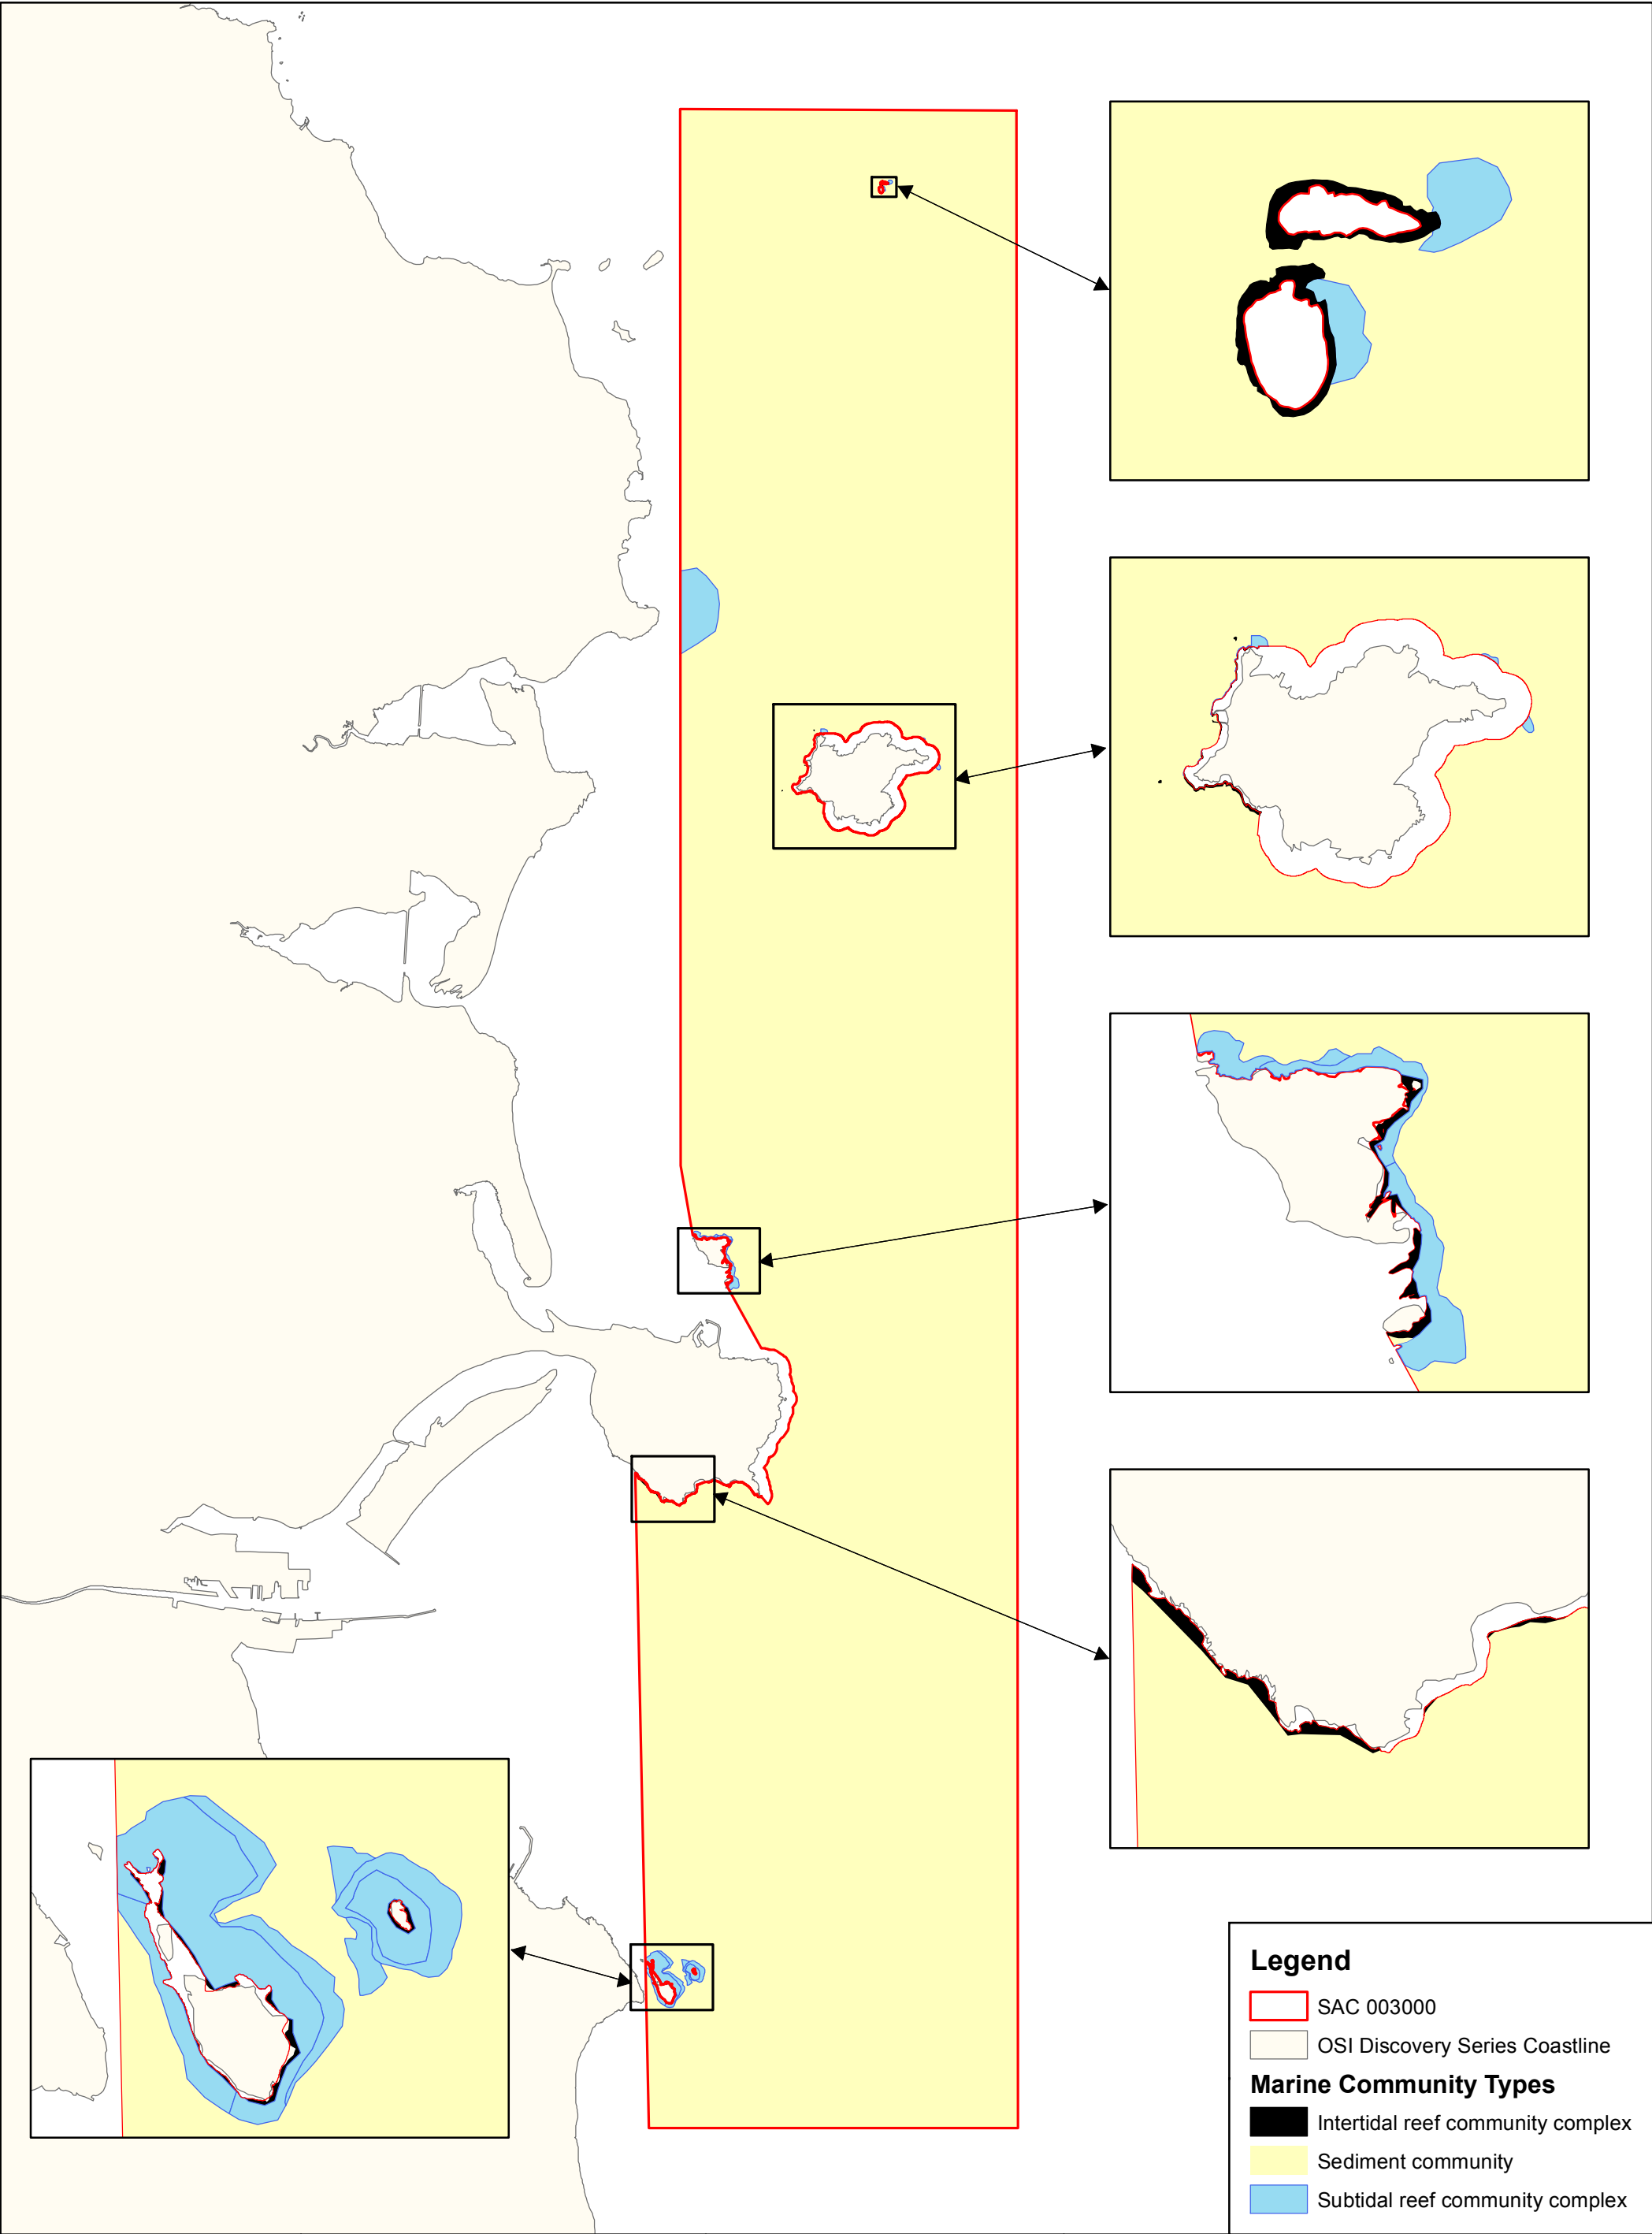 Legend
SAC 003000
OSI Discovery Series Coastline
Marine Community Types
Intertidal reef community complex
Sediment community
Subtidal reef community complex